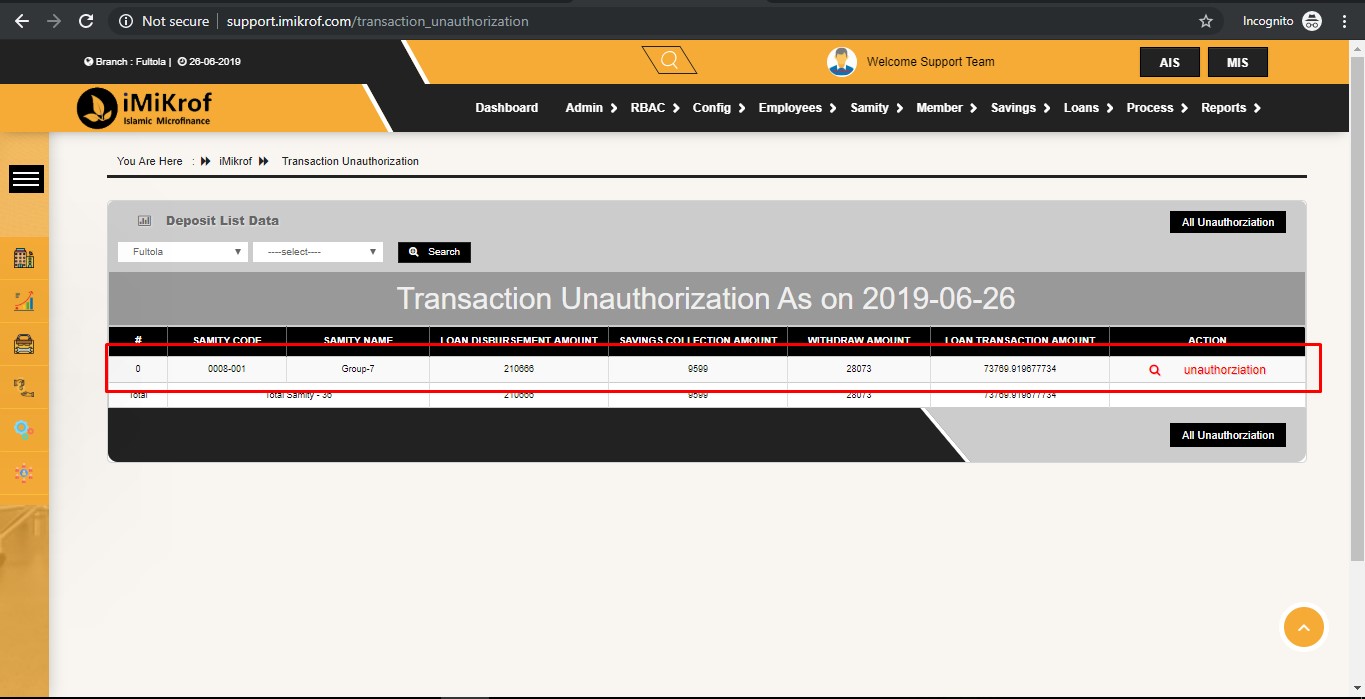 Not secure support.imikrof.com/transaction_unauthorization Incognito
Branch : Fultola | 26-06-2019 Welcome Support Team AIS MIS
iMiKrof
Islamic Microfinance
Dashboard Admin RBAC Config Employees Samity Member Savings Loans Process Reports
You Are Here : iMikrof Transaction Unauthorization
Deposit List Data All Unauthorziation
Fultola ----select---- Search
Transaction Unauthorization As on 2019-06-26
# SAMITY CODE SAMITY NAME LOAN DISBURSEMENT AMOUNT SAVINGS COLLECTION AMOUNT WITHDRAW AMOUNT LOAN TRANSACTION AMOUNT ACTION
0 0008-001 Group-7 210666 9599 28073 73769.919677734 unauthorziation
Total Total Samity - 36 210666 9599 28073 73769.919677734
All Unauthorziation